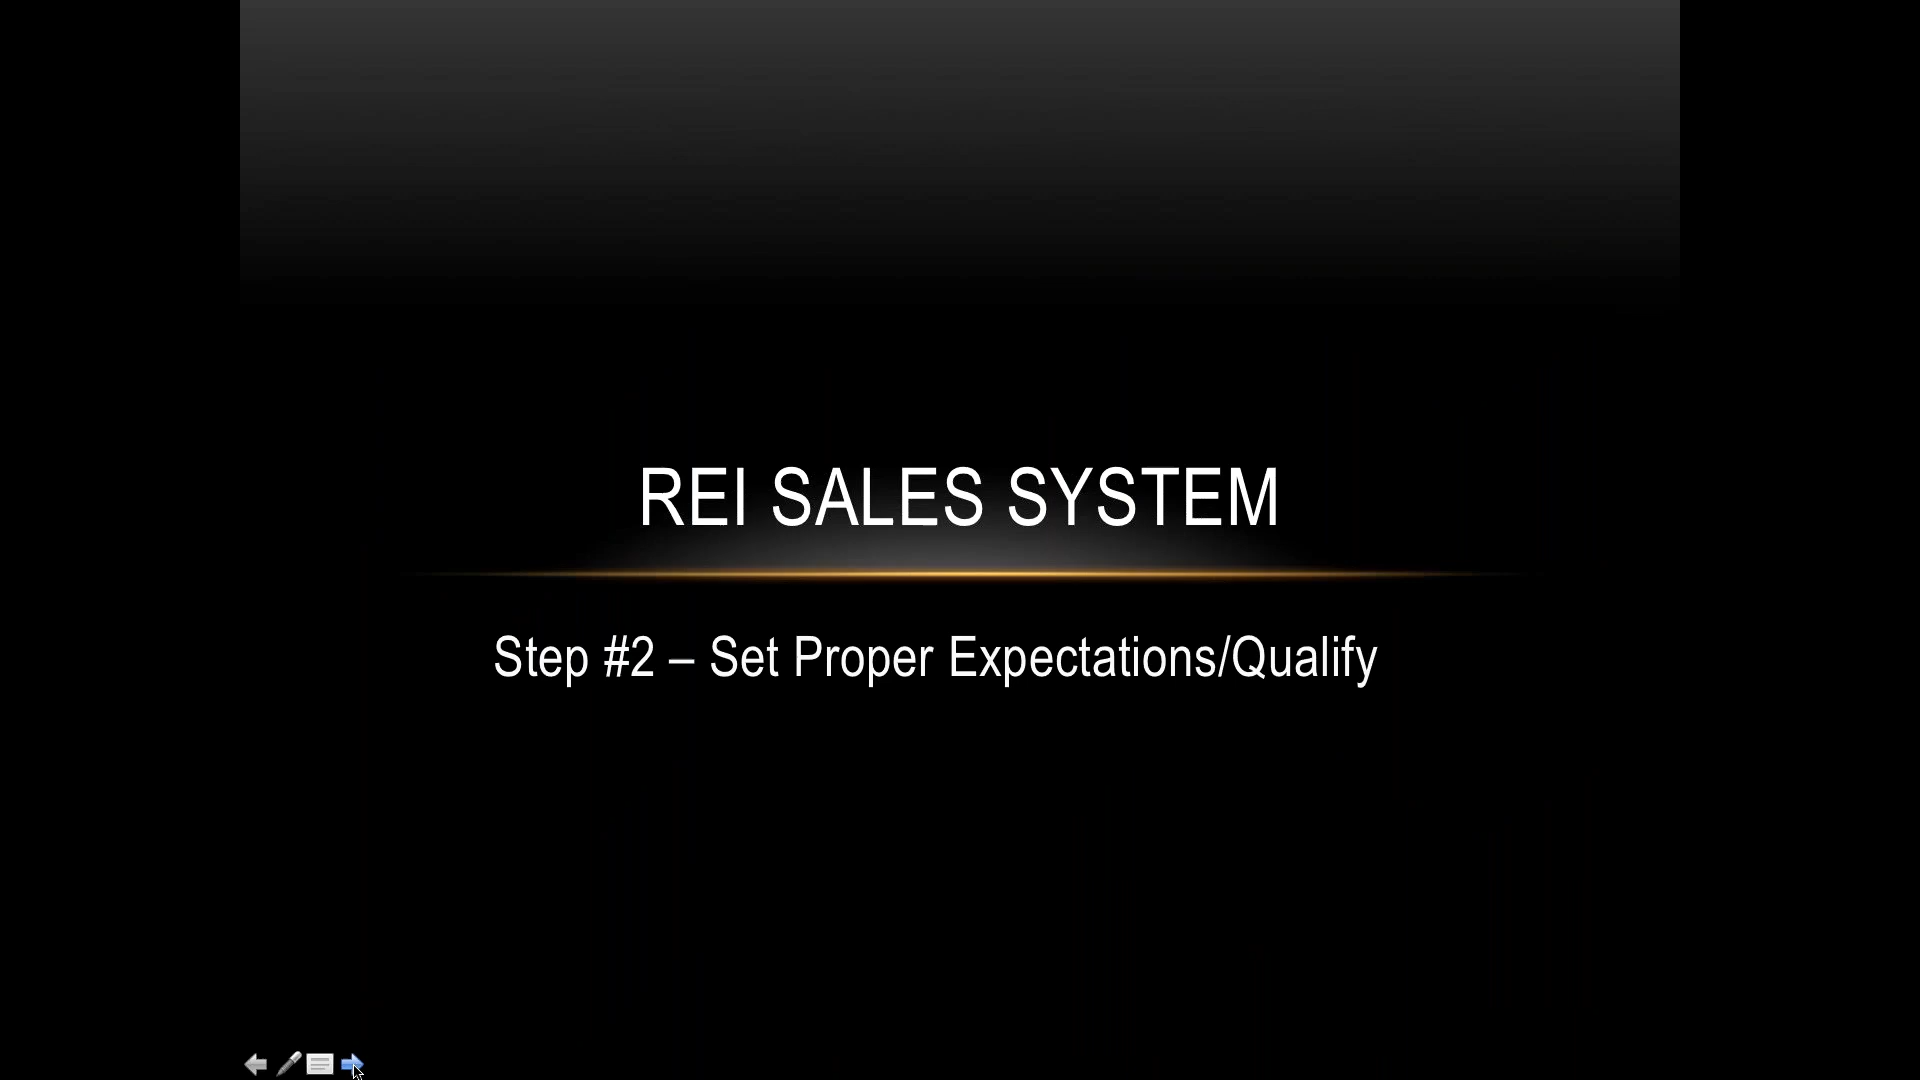 REI SALES SYSTEM
Step #2 – Set Proper Expectations/Qualify